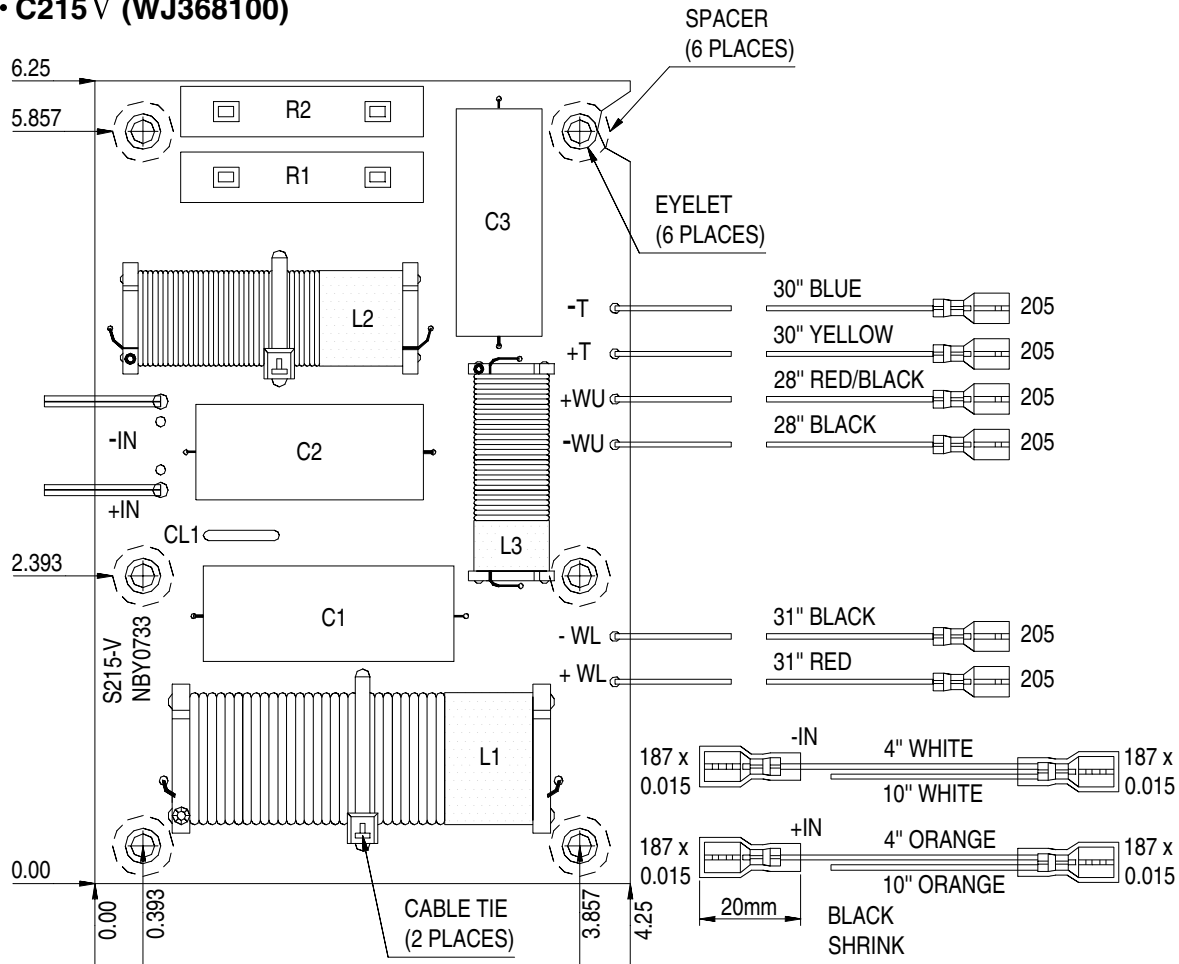 • C215 V (WJ368100)
SPACER
(6 PLACES)
6.25
5.857
R2
R1
C3
EYELET
(6 PLACES)
L2
-T
30" BLUE
205
+T
30" YELLOW
205
+WU
28" RED/BLACK
205
-WU
28" BLACK
205
-IN
C2
+IN
CL1
L3
2.393
C1
S215-V
NBY0733
- WL
31" BLACK
205
+ WL
31" RED
205
L1
187 x
0.015
-IN
4" WHITE
10" WHITE
187 x
0.015
187 x
0.015
+IN
4" ORANGE
10" ORANGE
187 x
0.015
0.00
0.00
0.393
CABLE TIE
(2 PLACES)
3.857
4.25
20mm
BLACK
SHRINK